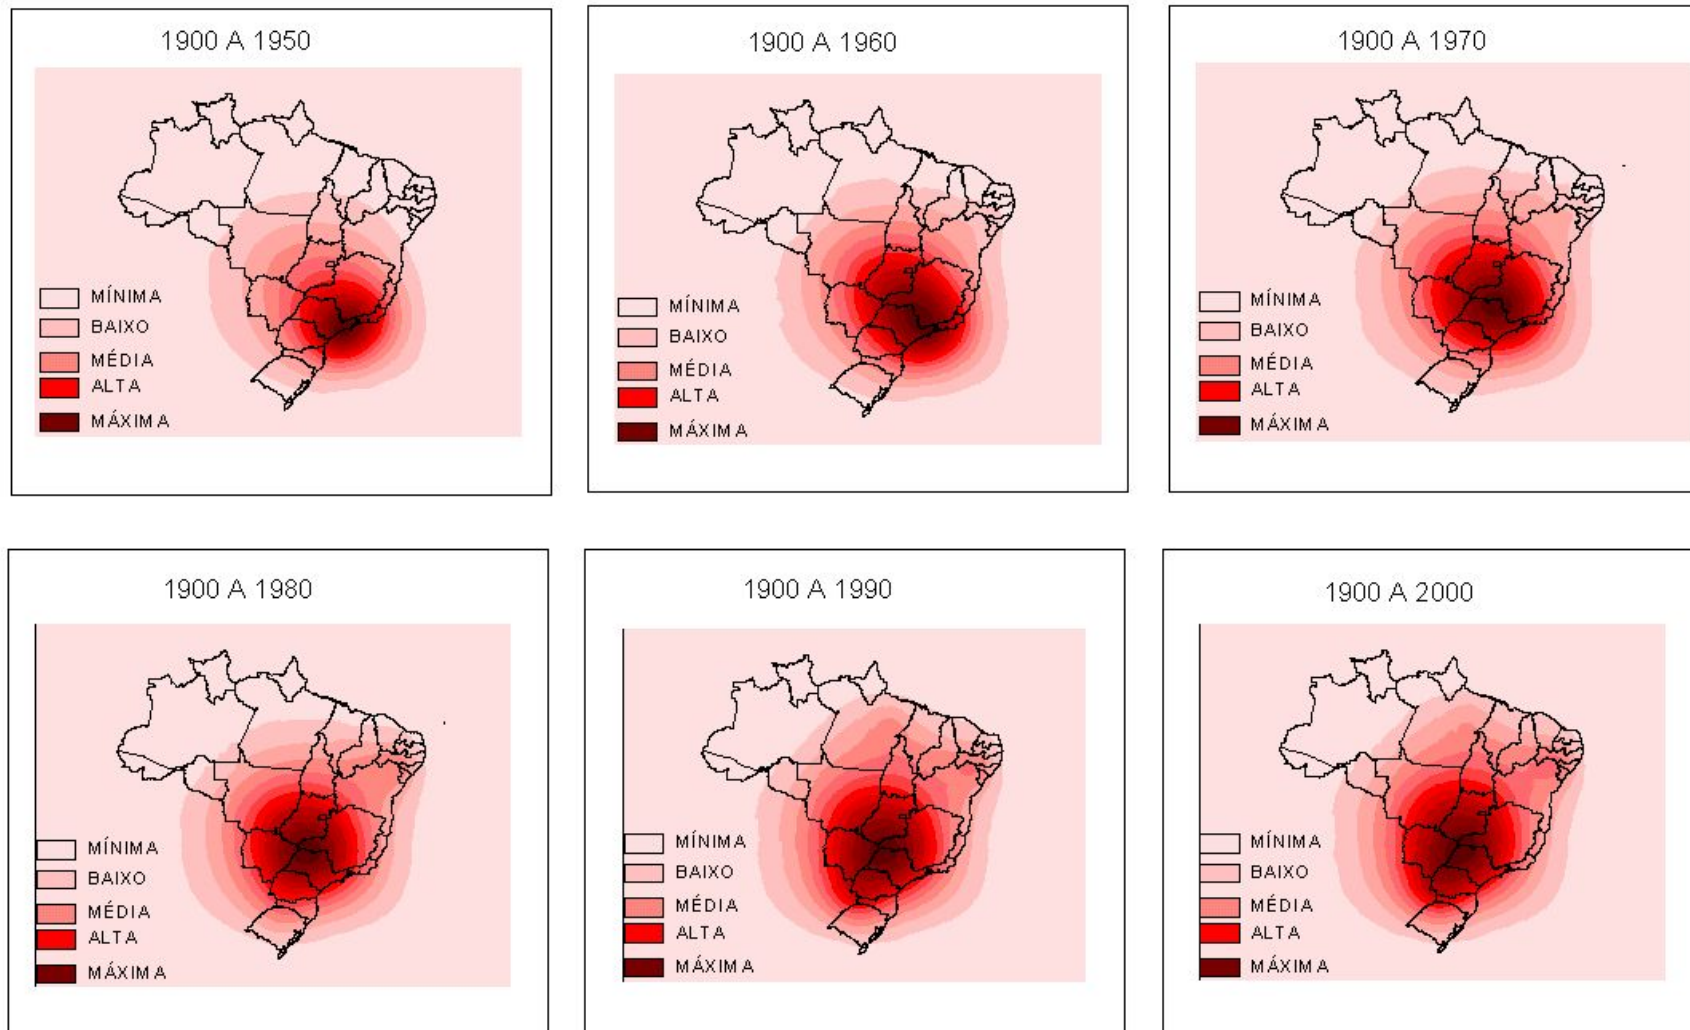 1900 A 1950
MÍNIMA
BAIXO
MÉDIA
ALTA
MÁXIMA
1900 A 1960
MÍNIMA
BAIXO
MÉDIA
ALTA
MÁXIMA
1900 A 1970
MÍNIMA
BAIXO
MÉDIA
ALTA
MÁXIMA
1900 A 1980
MÍNIMA
BAIXO
MÉDIA
ALTA
MÁXIMA
1900 A 1990
MÍNIMA
BAIXO
MÉDIA
ALTA
MÁXIMA
1900 A 2000
MÍNIMA
BAIXO
MÉDIA
ALTA
MÁXIMA